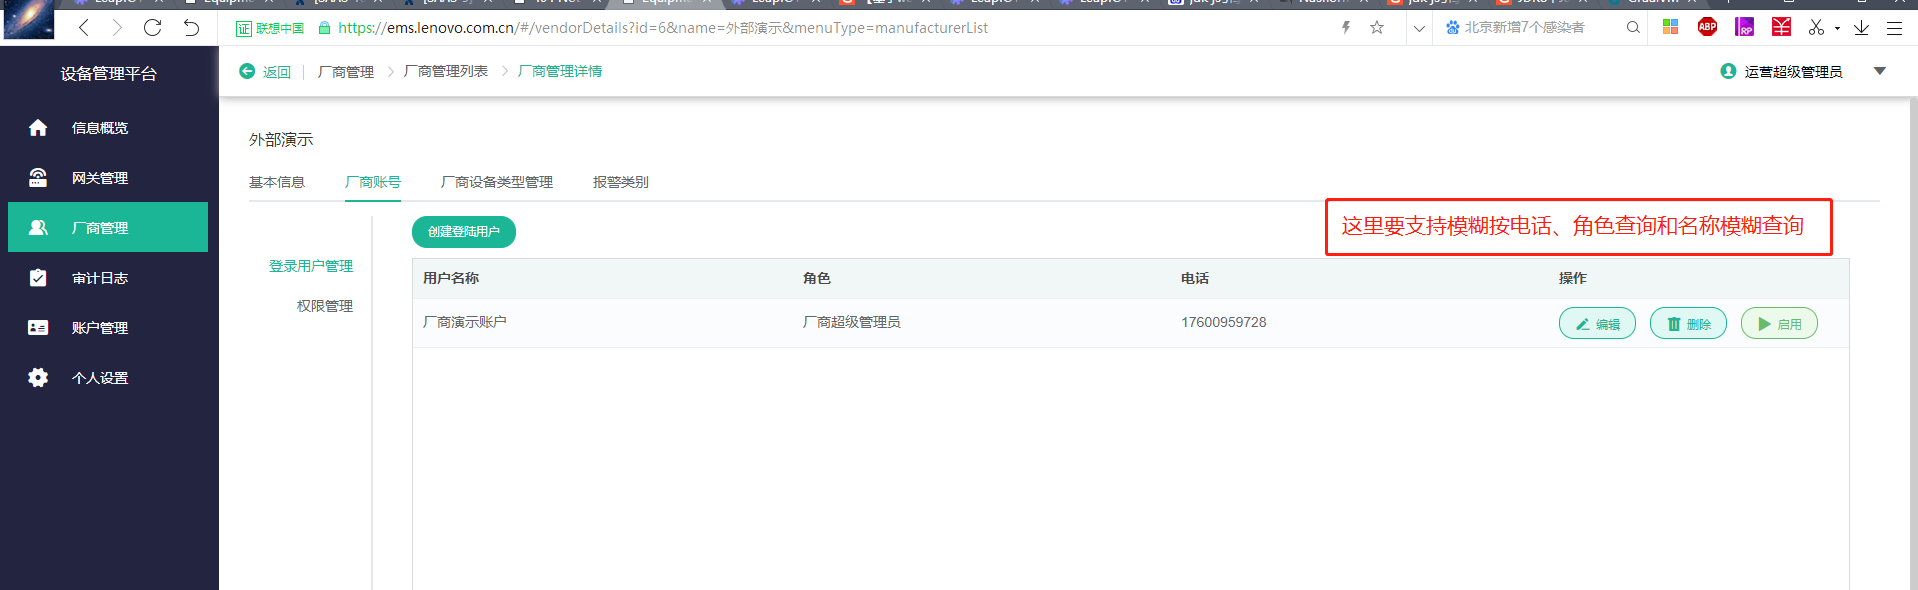 证 联想中国 https://ems.lenovo.com.cn/#/vendorDetails?id=6&name=外部演示&menuType=manufacturerList
北京新增7个感染者
ABP
RP
设备管理平台
返回 厂商管理 厂商管理列表 厂商管理详情
运营超级管理员
信息概览
网关管理
厂商管理
审计日志
账户管理
个人设置
外部演示
基本信息 厂商账号 厂商设备类型管理 报警类别
登录用户管理
权限管理
创建登陆用户
这里要支持模糊按电话、角色查询和名称模糊查询
用户名称 角色 电话 操作
厂商演示账户 厂商超级管理员 17600959728 编辑 删除 启用